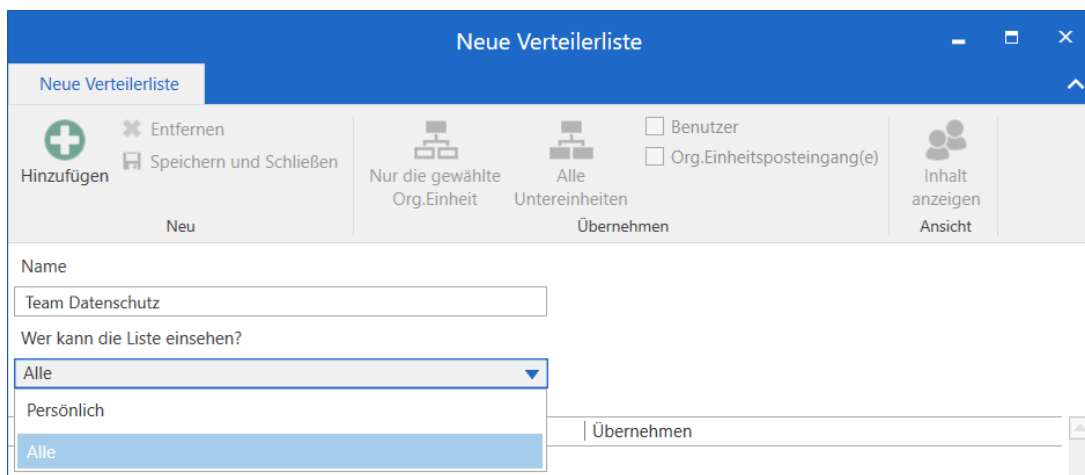 Neue Verteilerliste
Neue Verteilerliste
Hinzufügen
Entfernen
Speichern und Schließen
Neu
Nur die gewählte
Org.Einheit
Alle
Untereinheiten
Benutzer
Org.Einheitsposteingang(e)
Übernehmen
Inhalt
anzeigen
Ansicht
Name
Team Datenschutz
Wer kann die Liste einsehen?
Alle
Persönlich
Alle
Übernehmen